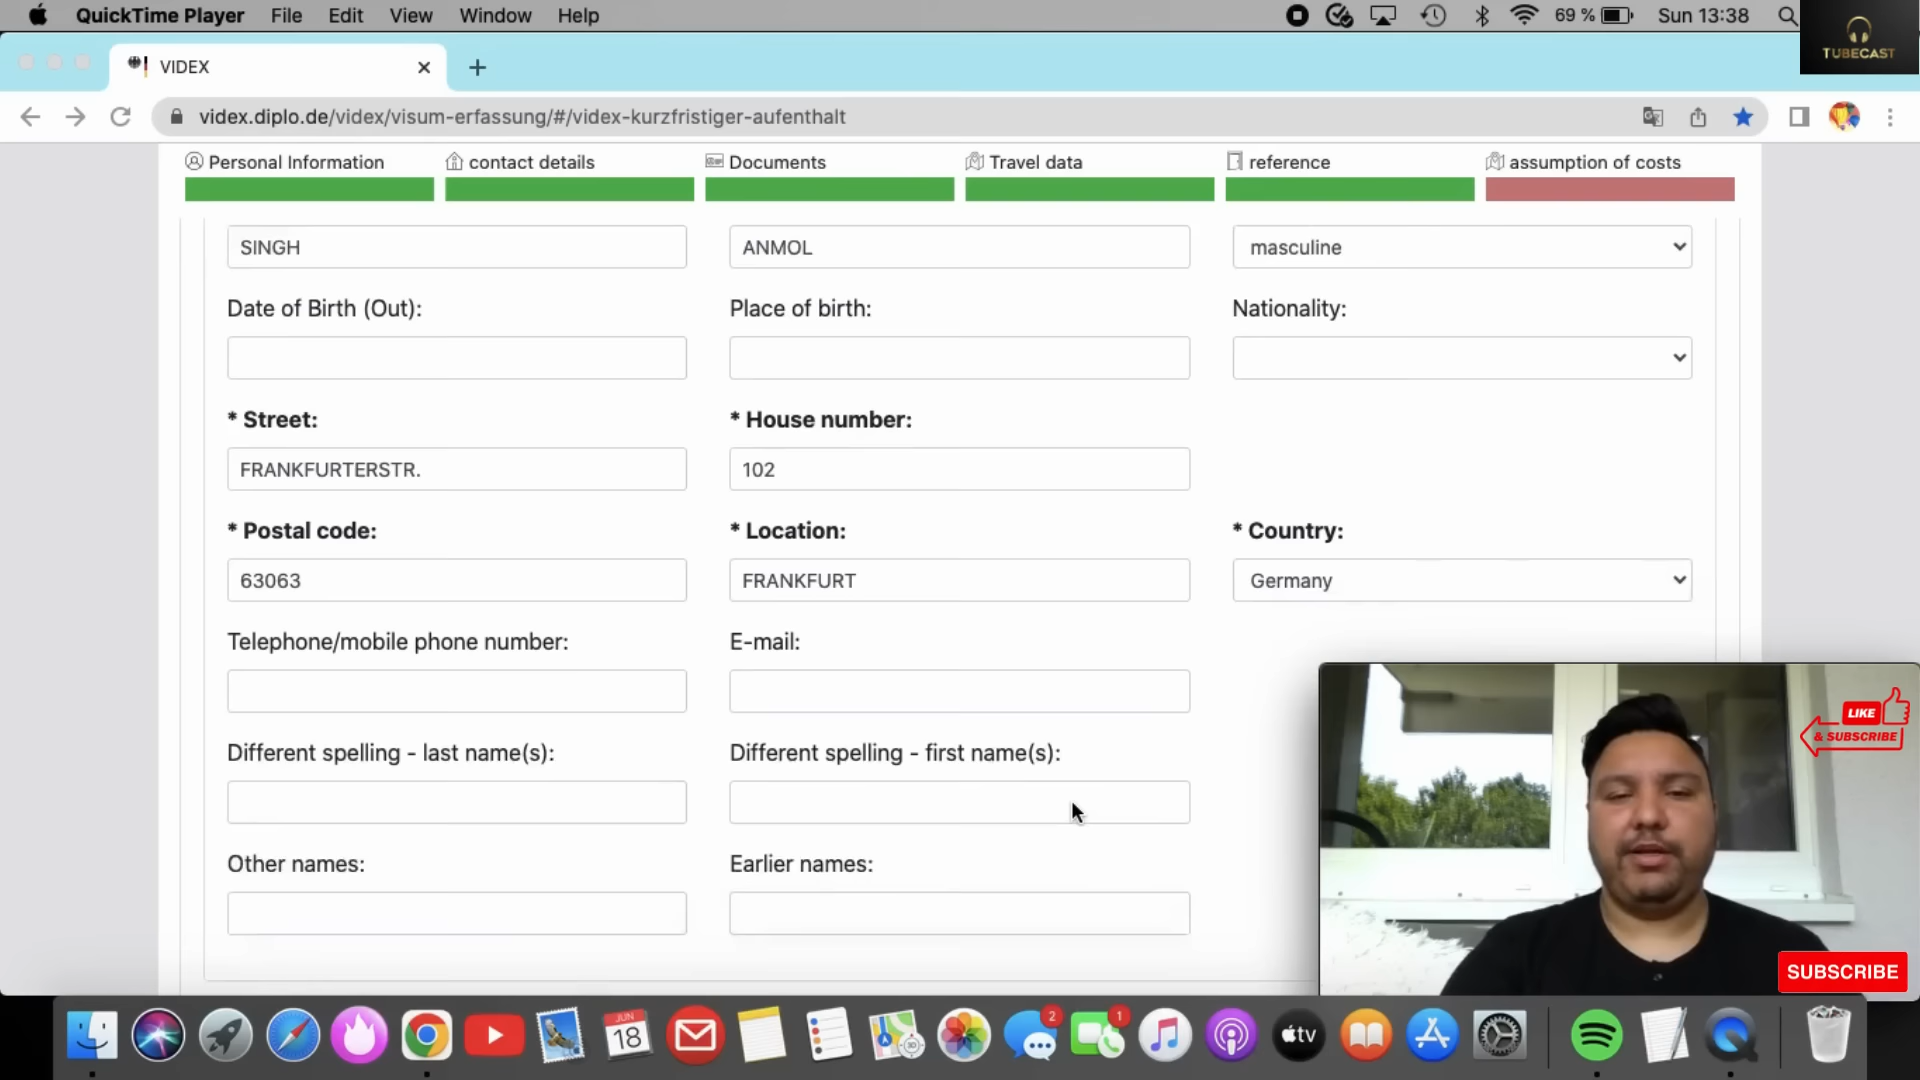 QuickTime Player File Edit View Window Help 69 % Sun 13:38
TUBECAST
VIDEX
videx.diplo.de/videx/visum-erfassung/#/videx-kurzfristiger-aufenthalt
Personal Information contact details Documents Travel data reference assumption of costs
SINGH ANMOL masculine
Date of Birth (Out): Place of birth: Nationality:
* Street: * House number:
FRANKFURTERSTR. 102
* Postal code: * Location: * Country:
63063 FRANKFURT Germany
Telephone/mobile phone number: E-mail:
Different spelling - last name(s): Different spelling - first name(s):
LIKE
& SUBSCRIBE
Other names: Earlier names:
SUBSCRIBE
JUN
18
2
1
tv